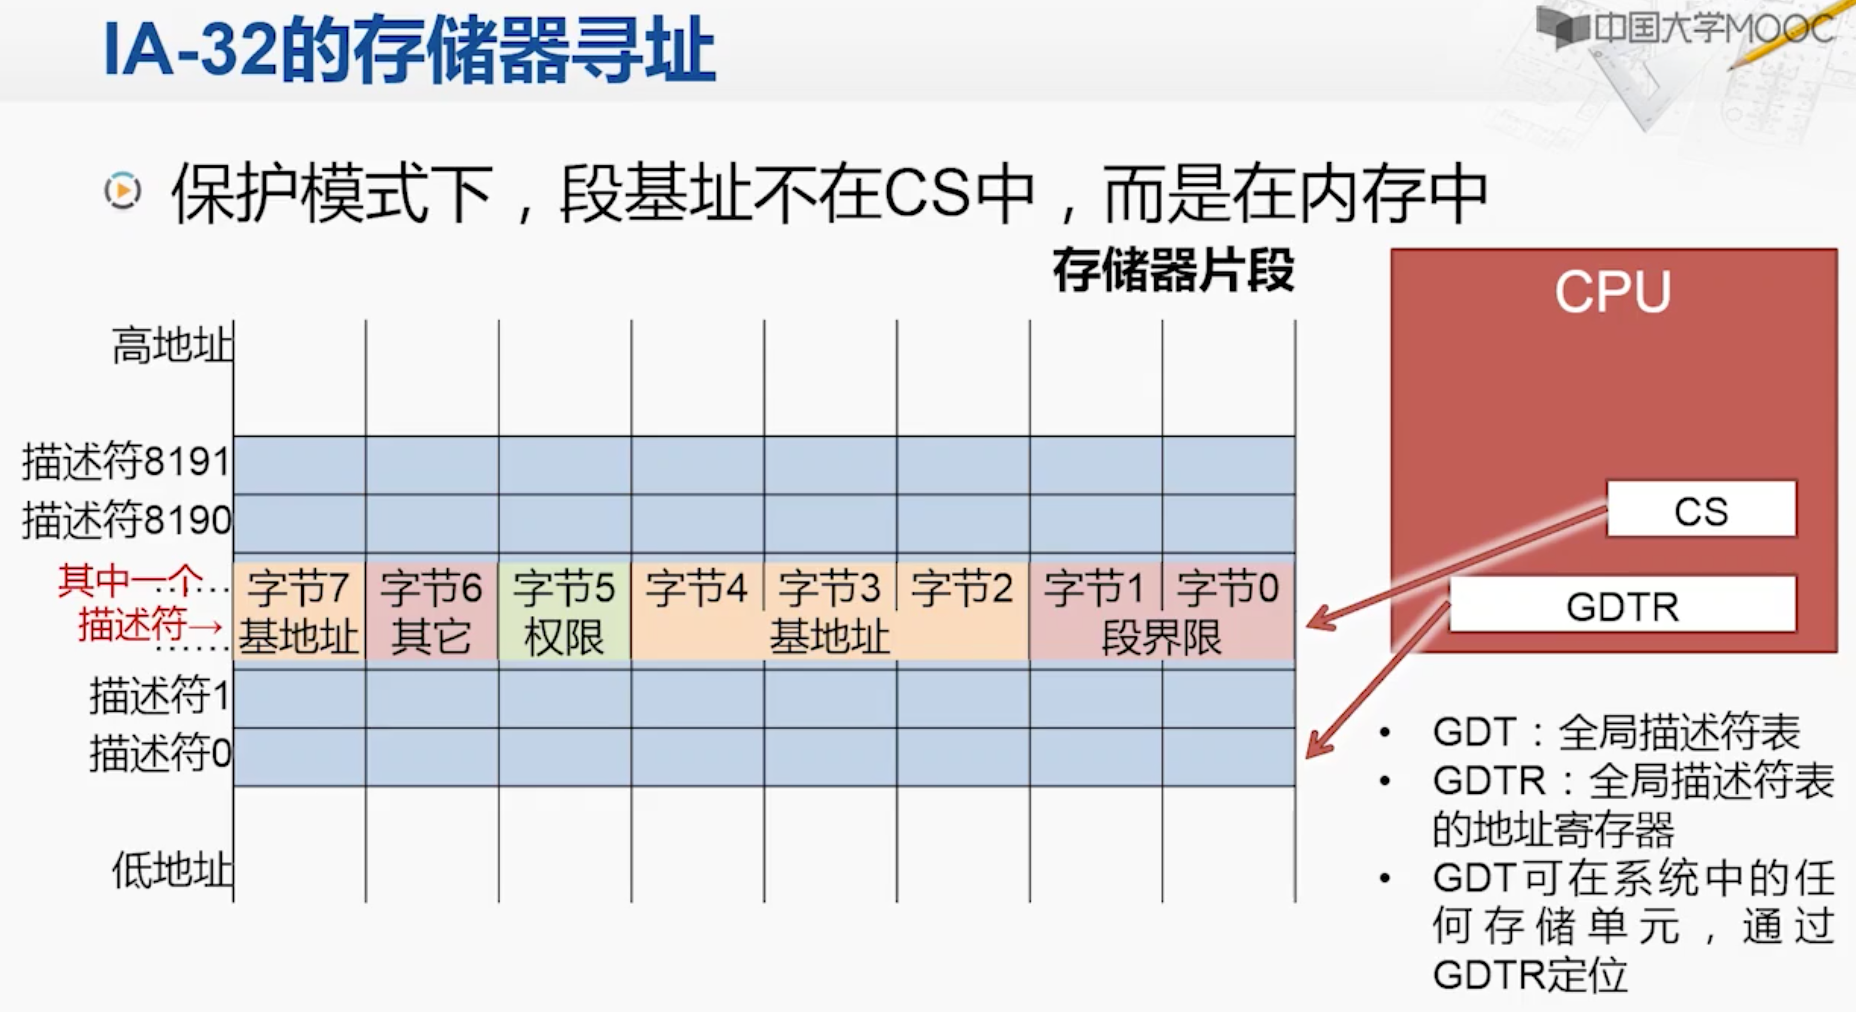 IA-32的存储器寻址
中国大学MOOC
保护模式下，段基址不在CS中，而是在内存中
存储器片段
CPU
高地址
描述符8191
描述符8190
CS
其中一个……
描述符→
……
字节7 字节6 字节5 字节4 字节3 字节2 字节1 字节0
基地址 其它 权限 基地址 段界限
GDTR
描述符1
描述符0
低地址
• GDT：全局描述符表
• GDTR：全局描述符表
的地址寄存器
• GDT可在系统中的任
何存储单元，通过
GDTR定位